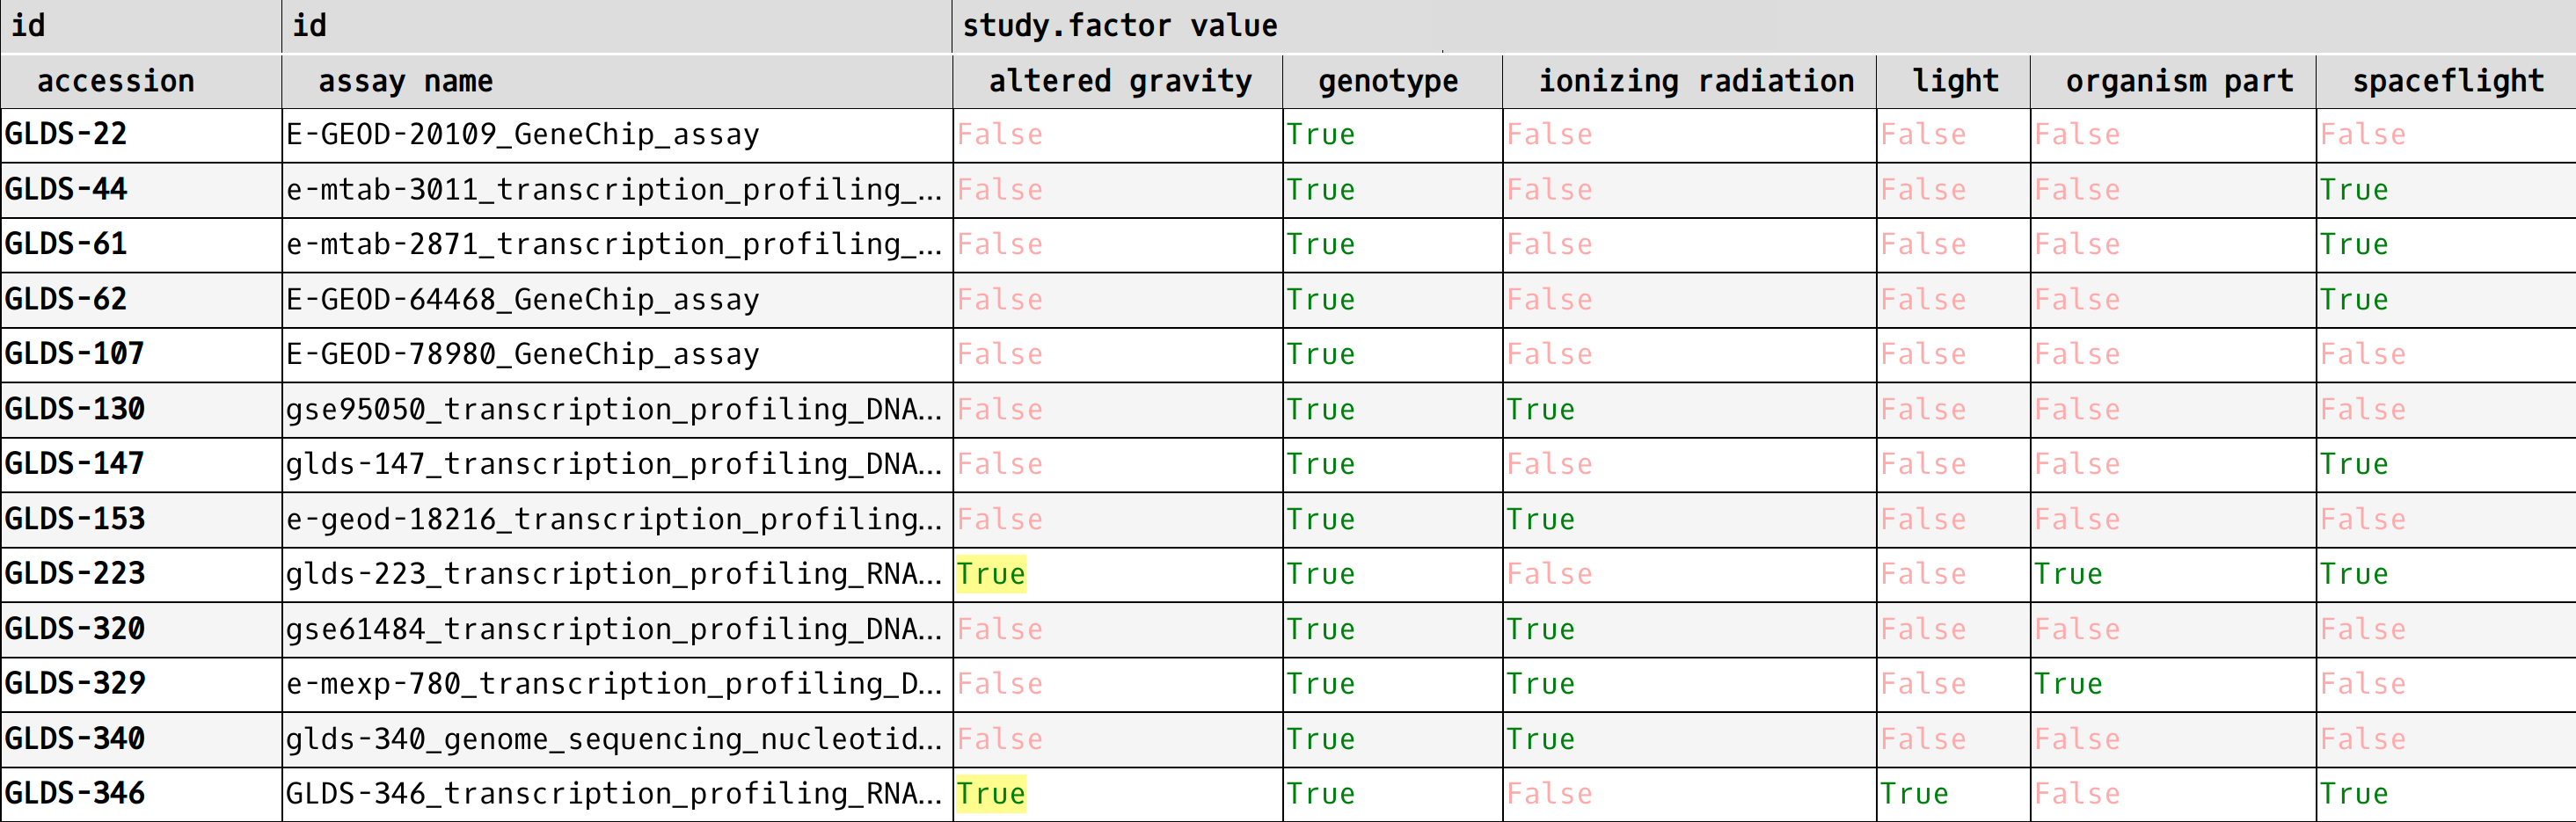 id id study.factor value
accession assay name altered gravity genotype ionizing radiation light organism part spaceflight
GLDS-22 E-GEOD-20109_GeneChip_assay False True False False False False
GLDS-44 e-mtab-3011_transcription_profiling_… False True False False False True
GLDS-61 e-mtab-2871_transcription_profiling_… False True False False False True
GLDS-62 E-GEOD-64468_GeneChip_assay False True False False False True
GLDS-107 E-GEOD-78980_GeneChip_assay False True False False False False
GLDS-130 gse95050_transcription_profiling_DNA… False True True False False False
GLDS-147 glds-147_transcription_profiling_DNA… False True False False False True
GLDS-153 e-geod-18216_transcription_profiling… False True True False False False
GLDS-223 glds-223_transcription_profiling_RNA… True True False False True True
GLDS-320 gse61484_transcription_profiling_DNA… False True True False False False
GLDS-329 e-mexp-780_transcription_profiling_D… False True True False True False
GLDS-340 glds-340_genome_sequencing_nucleotid… False True True False False False
GLDS-346 GLDS-346_transcription_profiling_RNA… True True False True False True